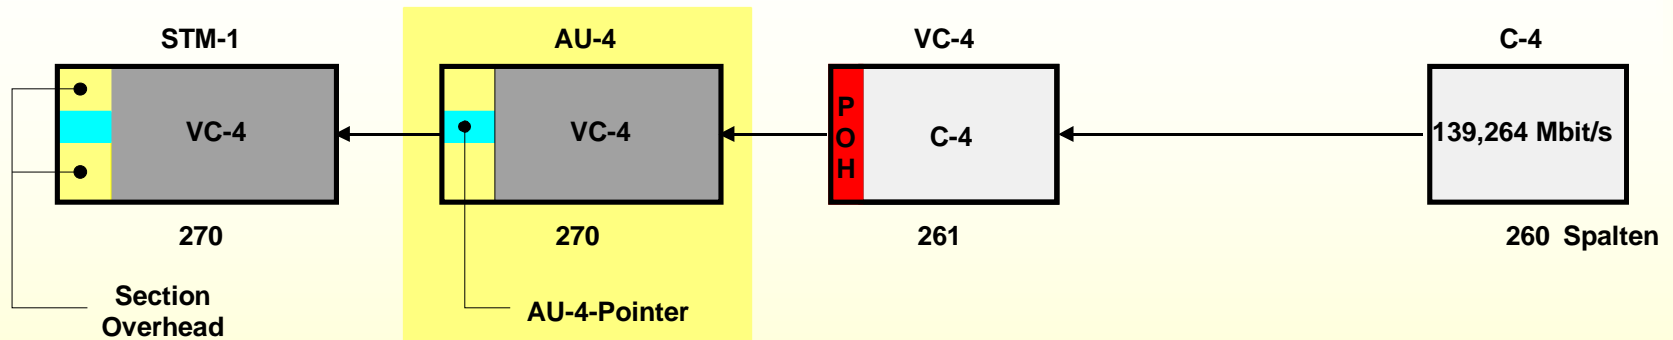 STM-1
AU-4
VC-4
C-4
VC-4
VC-4
P
O
H
C-4
139,264 Mbit/s
270
270
261
260 Spalten
Section
Overhead
AU-4-Pointer